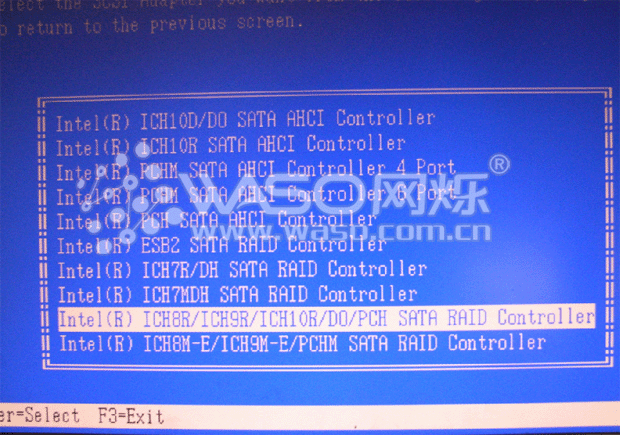 elect the SCSI Adapter you want from the
o return to the previous screen.
Intel(R) ICH10D/DO SATA AHCI Controller
Intel(R) ICH10R SATA AHCI Controller
Intel(R) PCHM SATA AHCI Controller 4 Port
Intel(R) PCHM SATA AHCI Controller 6 Port
Intel(R) PCH SATA AHCI Controller
Intel(R) ESB2 SATA RAID Controller
Intel(R) ICH7R/DH SATA RAID Controller
Intel(R) ICH7MDH SATA RAID Controller
Intel(R) ICH8R/ICH9R/ICH10R/DO/PCH SATA RAID Controller
Intel(R) ICH8M-E/ICH9M-E/PCHM SATA RAID Controller
er=Select F3=Exit
WSO网烁®
www.waso.com.cn